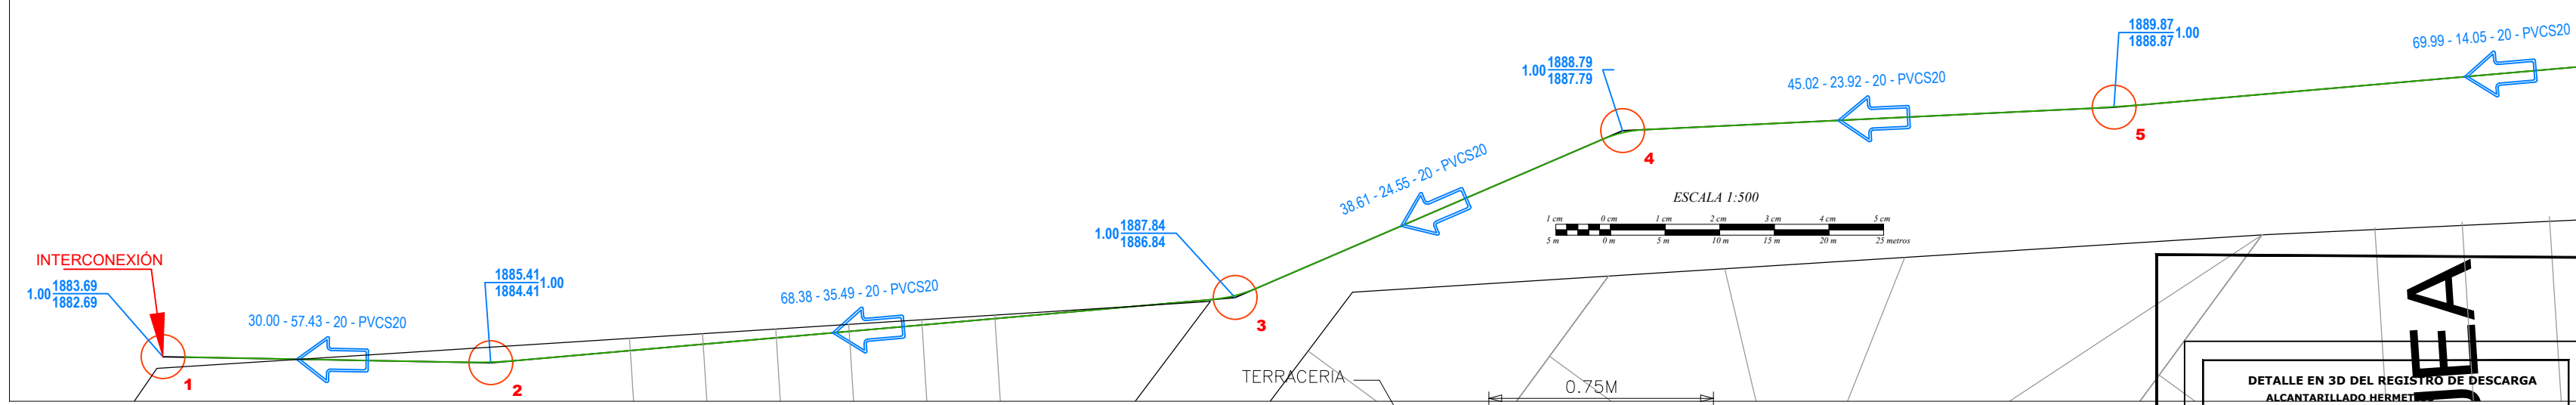 1889.87
1888.87 1.00
69.99 - 14.05 - 20 - PVCS20
1888.79
1.00 1887.79
45.02 - 23.92 - 20 - PVCS20
5
4
38.61 - 24.55 - 20 - PVCS20
ESCALA 1:500
1 cm 0 cm 1 cm 2 cm 3 cm 4 cm 5 cm
5 m 0 m 5 m 10 m 15 m 20 m 25 metros
1887.84
1.00 1886.84
INTERCONEXIÓN
1883.69
1.00 1882.69
1885.41
1884.41 1.00
68.38 - 35.49 - 20 - PVCS20
30.00 - 57.43 - 20 - PVCS20
3
1
2
TERRACERIA
0.75M
DETALLE EN 3D DEL REGISTRO DE DESCARGA
ALCANTARILLADO